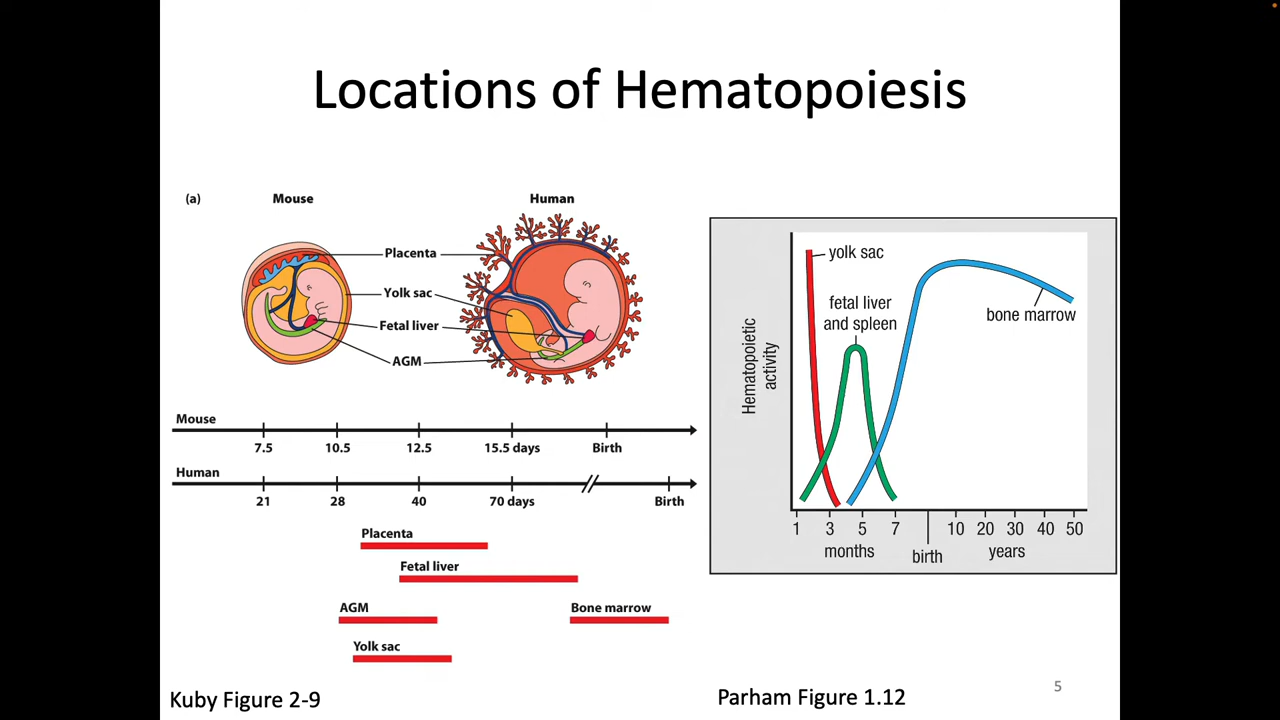 Locations of Hematopoiesis
(a)
Mouse
Human
Placenta
Yolk sac
Fetal liver
AGM
Mouse
7.5 10.5 12.5 15.5 days Birth
Human
21 28 40 70 days Birth
Placenta
Fetal liver
AGM
Bone marrow
Yolk sac
Kuby Figure 2-9
yolk sac
fetal liver
and spleen
bone marrow
Hematopoietic
activity
1 3 5 7 10 20 30 40 50
months birth years
Parham Figure 1.12
5